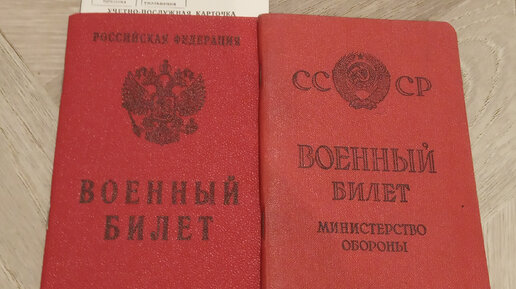 УЧЕТНО-ПОСЛУЖНАЯ КАРТОЧКА
РОССИЙСКАЯ ФЕДЕРАЦИЯ
ВОЕННЫЙ
БИЛЕТ
СССР
ВОЕННЫЙ
БИЛЕТ
МИНИСТЕРСТВО
ОБОРОНЫ